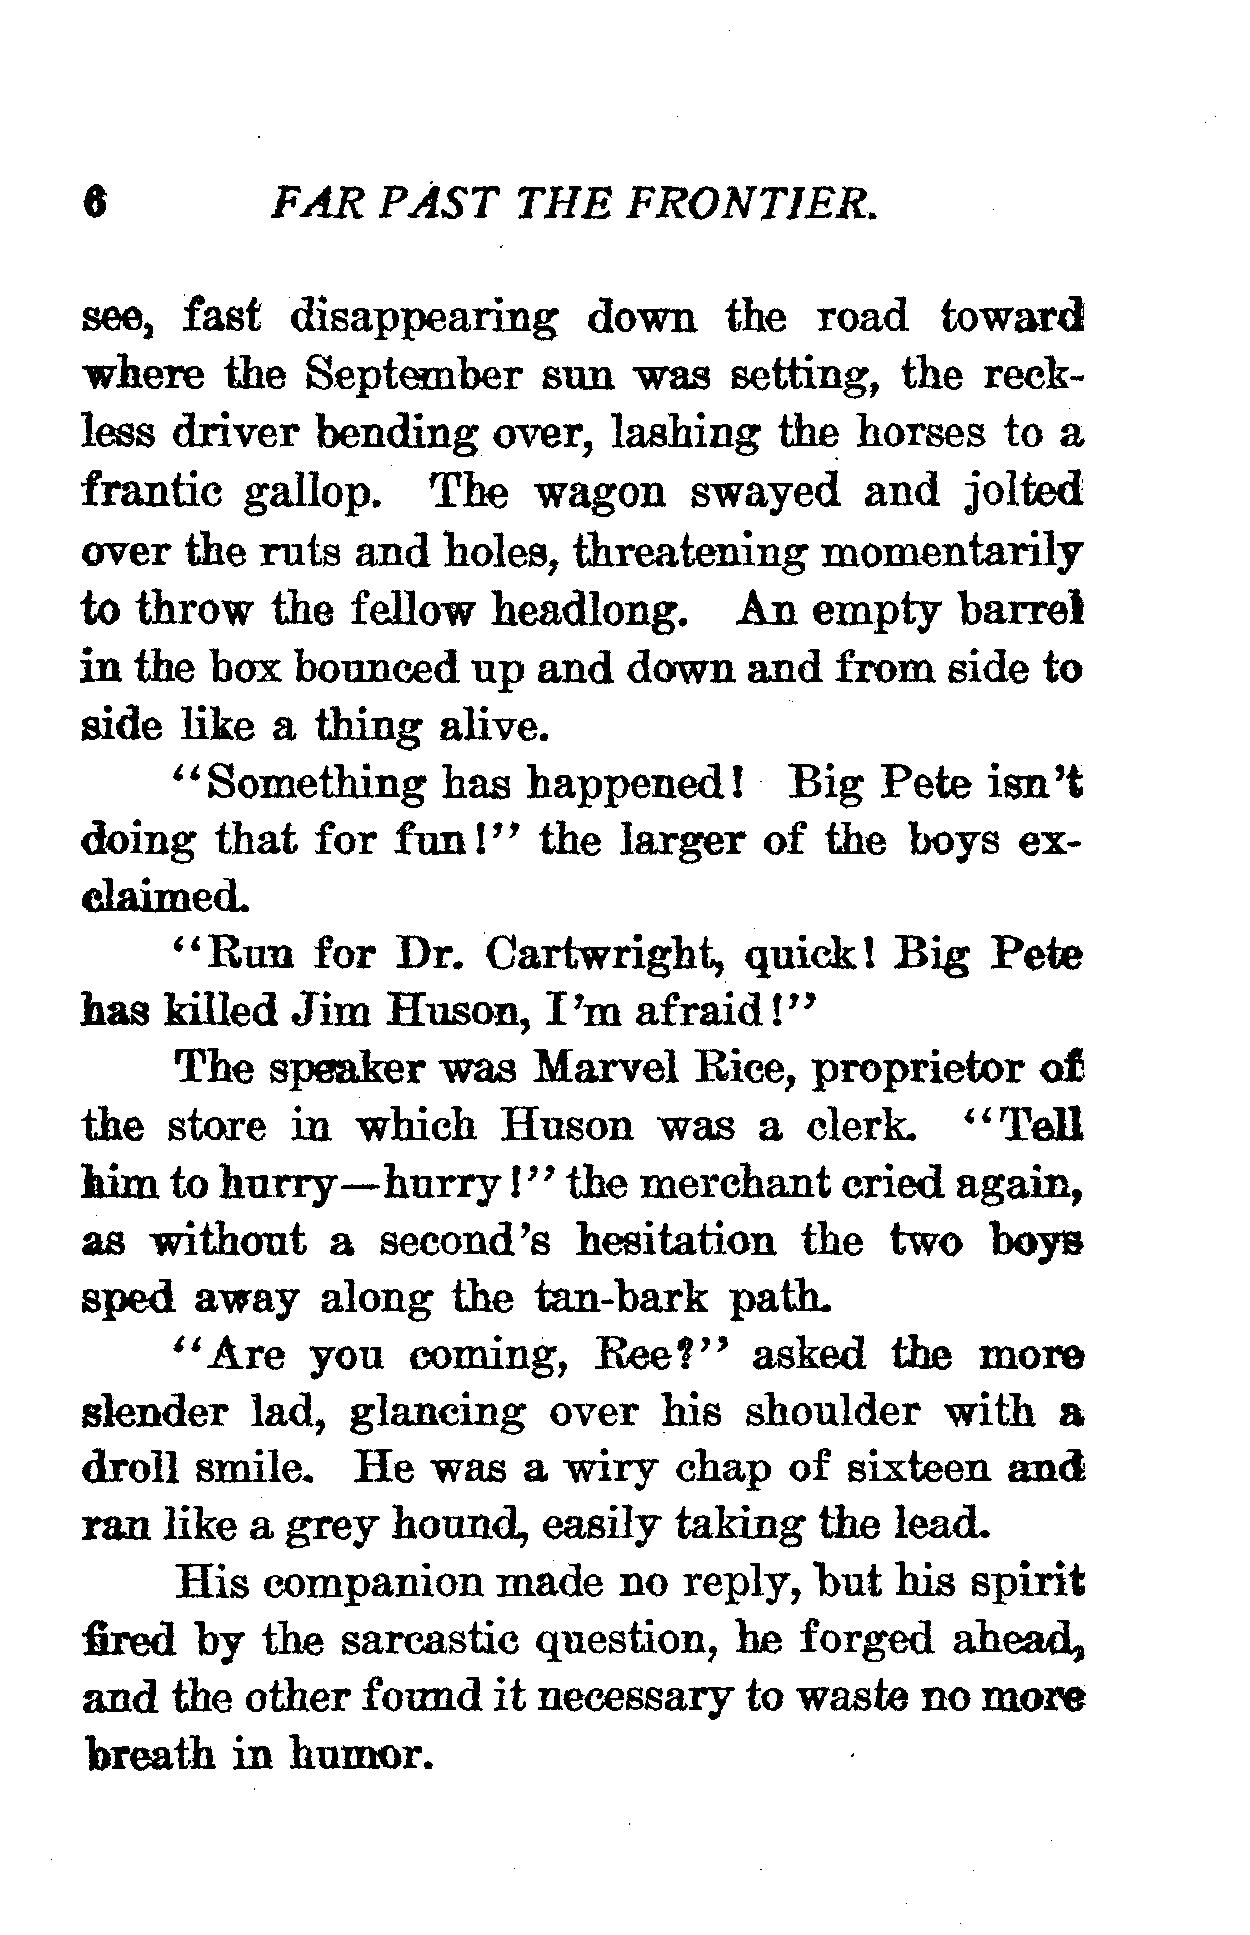 6 FAR PAST THE FRONTIER.
see, fast disappearing down the road toward
where the September sun was setting, the reck-
less driver bending over, lashing the horses to a
frantic gallop. The wagon swayed and jolted
over the ruts and holes, threatening momentarily
to throw the fellow headlong. An empty barrel
in the box bounced up and down and from side to
side like a thing alive.
"Something has happened! Big Pete isn't
doing that for fun!" the larger of the boys ex-
claimed.
"Run for Dr. Cartwright, quick! Big Pete
has killed Jim Huson, I'm afraid!"
The speaker was Marvel Rice, proprietor of
the store in which Huson was a clerk. "Tell
him to hurry—hurry!" the merchant cried again,
as without a second's hesitation the two boys
sped away along the tan-bark path.
"Are you coming, Ree?" asked the more
slender lad, glancing over his shoulder with a
droll smile. He was a wiry chap of sixteen and
ran like a grey hound, easily taking the lead.
His companion made no reply, but his spirit
fired by the sarcastic question, he forged ahead,
and the other found it necessary to waste no more
breath in humor.